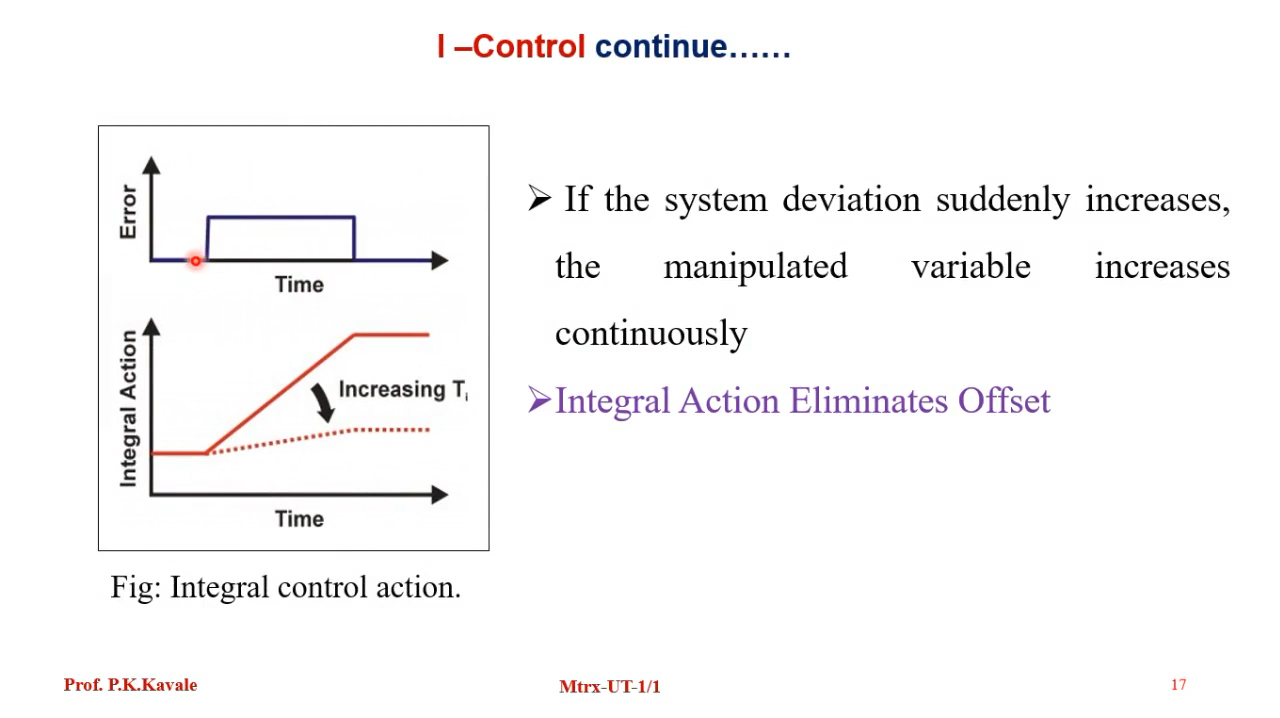 I –Control continue......
Error
Time
Integral Action
Increasing Ti
Time
Fig: Integral control action.
➢ If the system deviation suddenly increases,
the manipulated variable increases
continuously
➢Integral Action Eliminates Offset
Prof. P.K.Kavale
Mtrx-UT-1/1
17